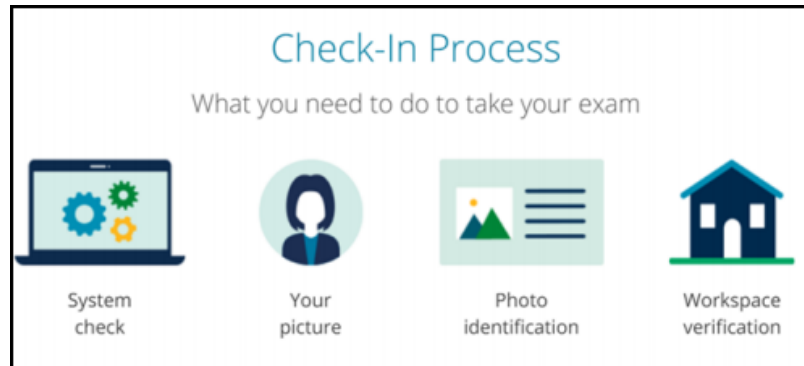 Check-In Process
What you need to do to take your exam
System
check
Your
picture
Photo
identification
Workspace
verification